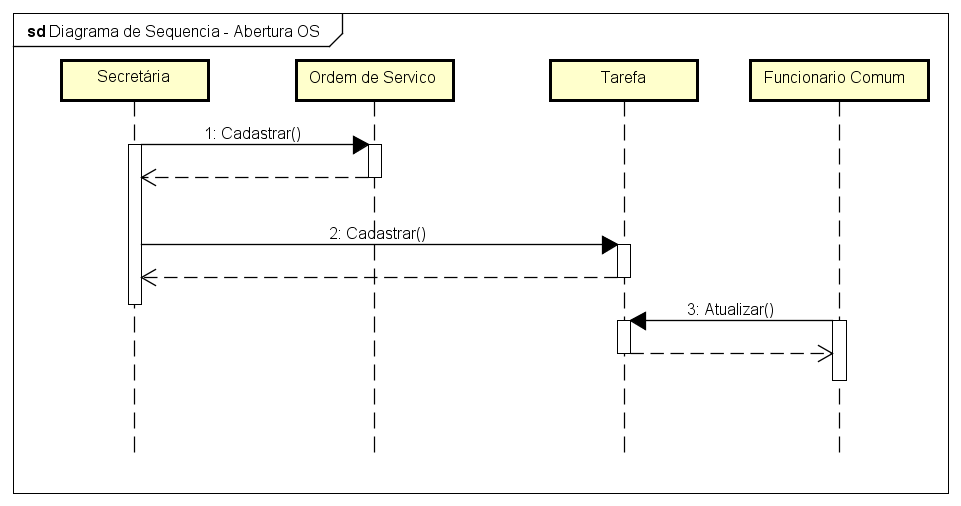 sd Diagrama de Sequencia - Abertura OS
Secretária
Ordem de Servico
Tarefa
Funcionario Comum
1: Cadastrar()
2: Cadastrar()
3: Atualizar()